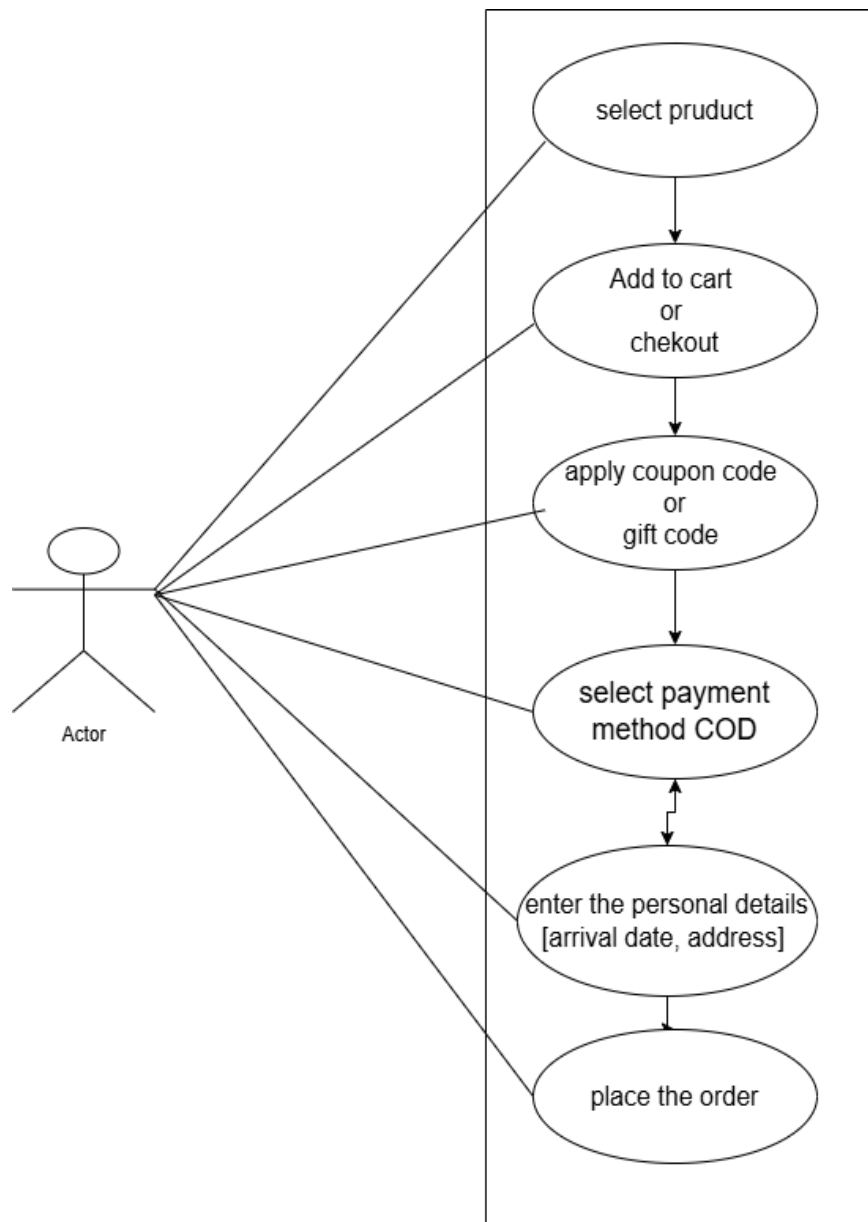 select pruduct
Add to cart
or
chekout
apply coupon code
or
gift code
select payment
method COD
Actor
enter the personal details
[arrival date, address]
place the order